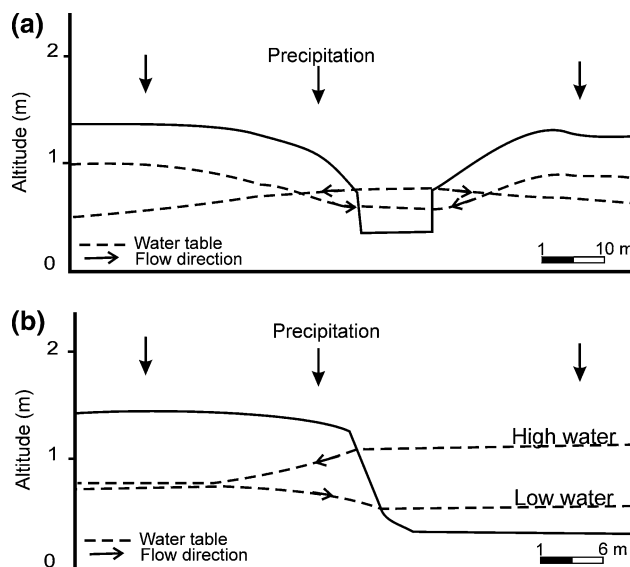 (a)
2
Precipitation
1
Altitude (m)
Water table
Flow direction
0
1 10 m
(b)
2
Precipitation
High water
1
Altitude (m)
Low water
Water table
Flow direction
0
1 6 m